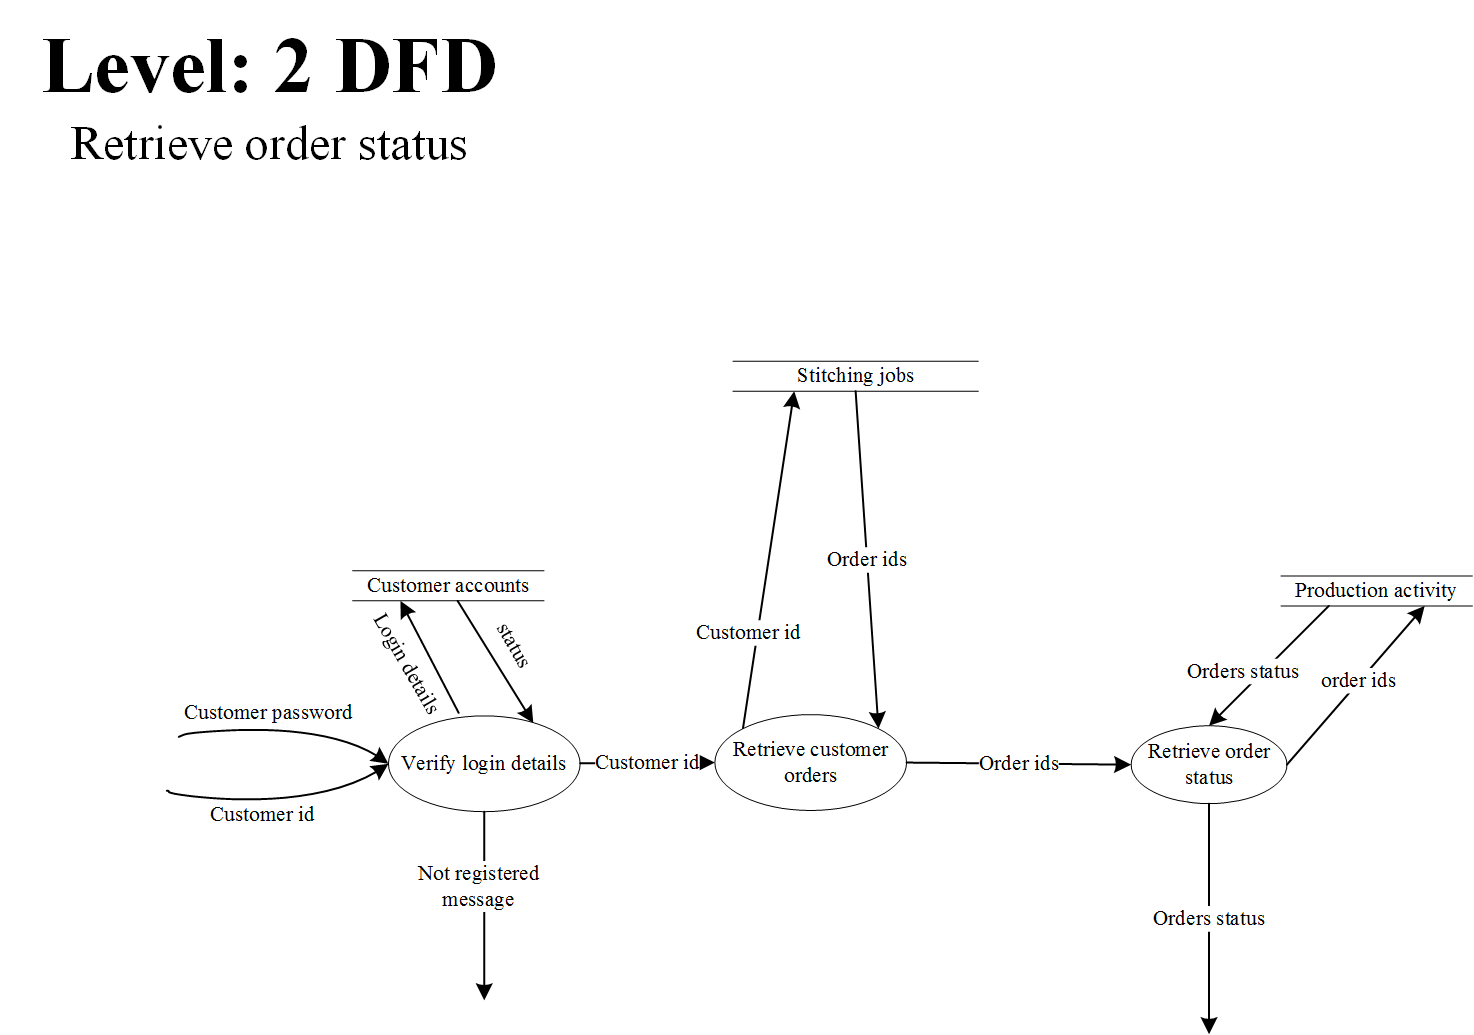 Level: 2 DFD
Retrieve order status
Stitching jobs
Order ids
Customer id
Customer accounts
Login details
status
Production activity
Orders status
order ids
Customer password
Customer id
Verify login details
Customer id
Retrieve customer
orders
Order ids
Retrieve order
status
Not registered
message
Orders status